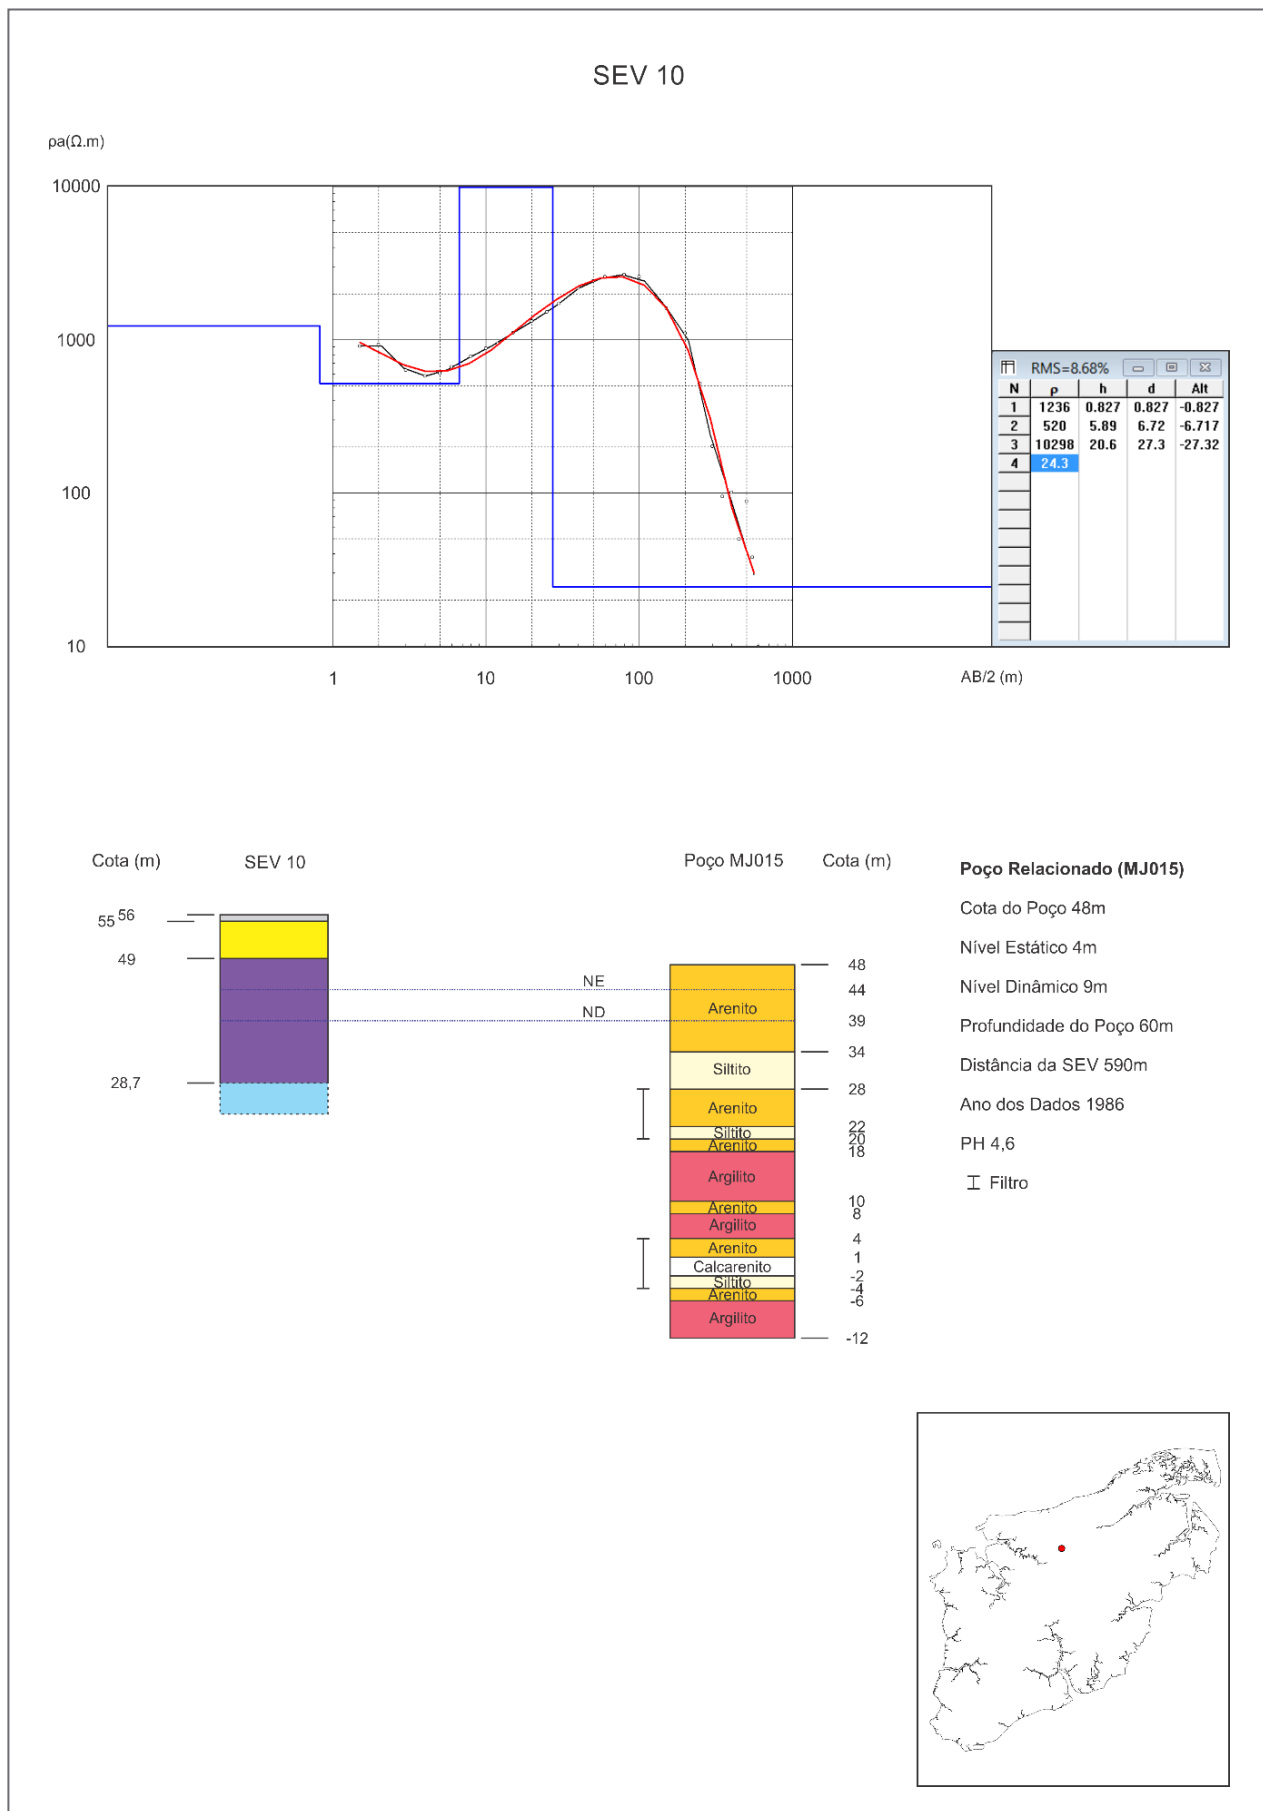 SEV 10
ρa(Ω.m)
10000
1000
100
10
1 10 100 1000 AB/2 (m)
RMS=8.68%
N ρ h d Alt
1 1236 0.827 0.827 -0.827
2 520 5.89 6.72 -6.717
3 10298 20.6 27.3 -27.32
4 24.3
Cota (m) SEV 10 Poço MJ015 Cota (m)
56
55
49
28,7
NE
ND
Arenito
Siltito
Arenito
Siltito
Arenito
Argilito
Arenito
Argilito
Arenito
Calcarenito
Siltito
Arenito
Argilito
48
44
39
34
28
22
20
18
10
8
4
1
-2
-4
-6
-12
Poço Relacionado (MJ015)
Cota do Poço 48m
Nível Estático 4m
Nível Dinâmico 9m
Profundidade do Poço 60m
Distância da SEV 590m
Ano dos Dados 1986
PH 4,6
Filtro